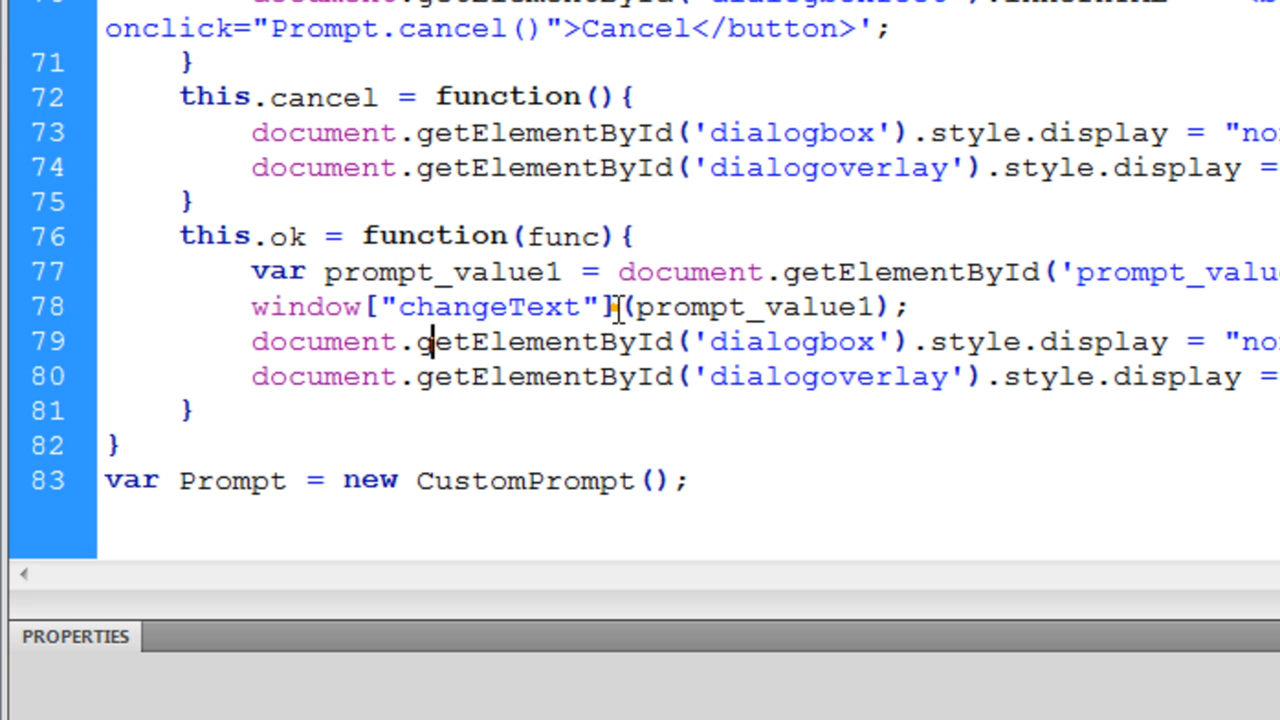 onclick="Prompt.cancel()">Cancel</button>';
71 }
72 this.cancel = function(){
73 document.getElementById('dialogbox').style.display = "no
74 document.getElementById('dialogoverlay').style.display =
75 }
76 this.ok = function(func){
77 var prompt_value1 = document.getElementById('prompt_valu
78 window["changeText"](prompt_value1);
79 document.getElementById('dialogbox').style.display = "no
80 document.getElementById('dialogoverlay').style.display =
81 }
82 }
83 var Prompt = new CustomPrompt();
PROPERTIES